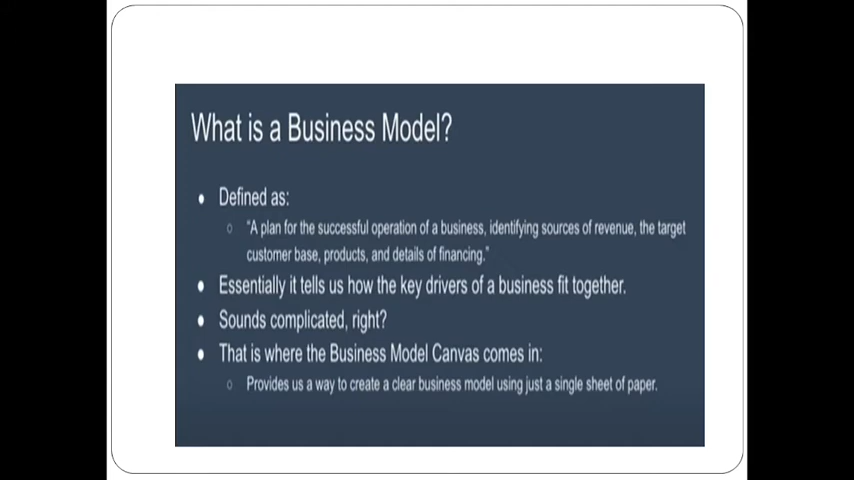 What is a Business Model?
Defined as:
"A plan for the successful operation of a business, identifying sources of revenue, the target
customer base, products, and details of financing."
Essentially it tells us how the key drivers of a business fit together.
Sounds complicated, right?
That is where the Business Model Canvas comes in:
Provides us a way to create a clear business model using just a single sheet of paper.